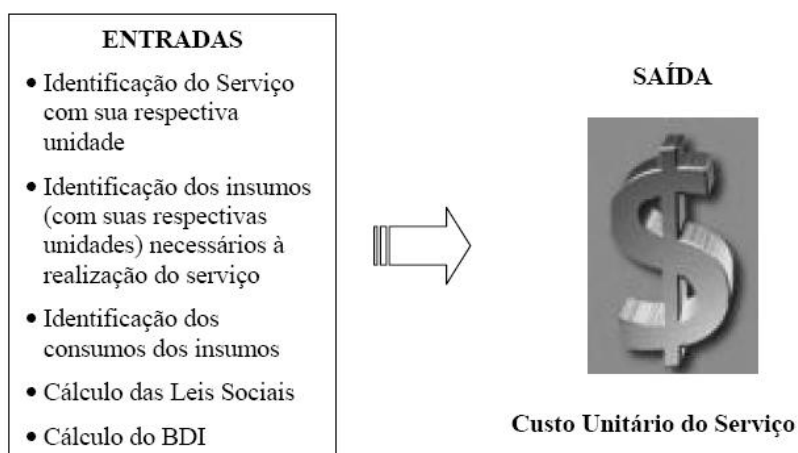 ENTRADAS
• Identificação do Serviço
com sua respectiva
unidade
• Identificação dos insumos
(com suas respectivas
unidades) necessários à
realização do serviço
• Identificação dos
consumos dos insumos
• Cálculo das Leis Sociais
• Cálculo do BDI
SAÍDA
$
Custo Unitário do Serviço